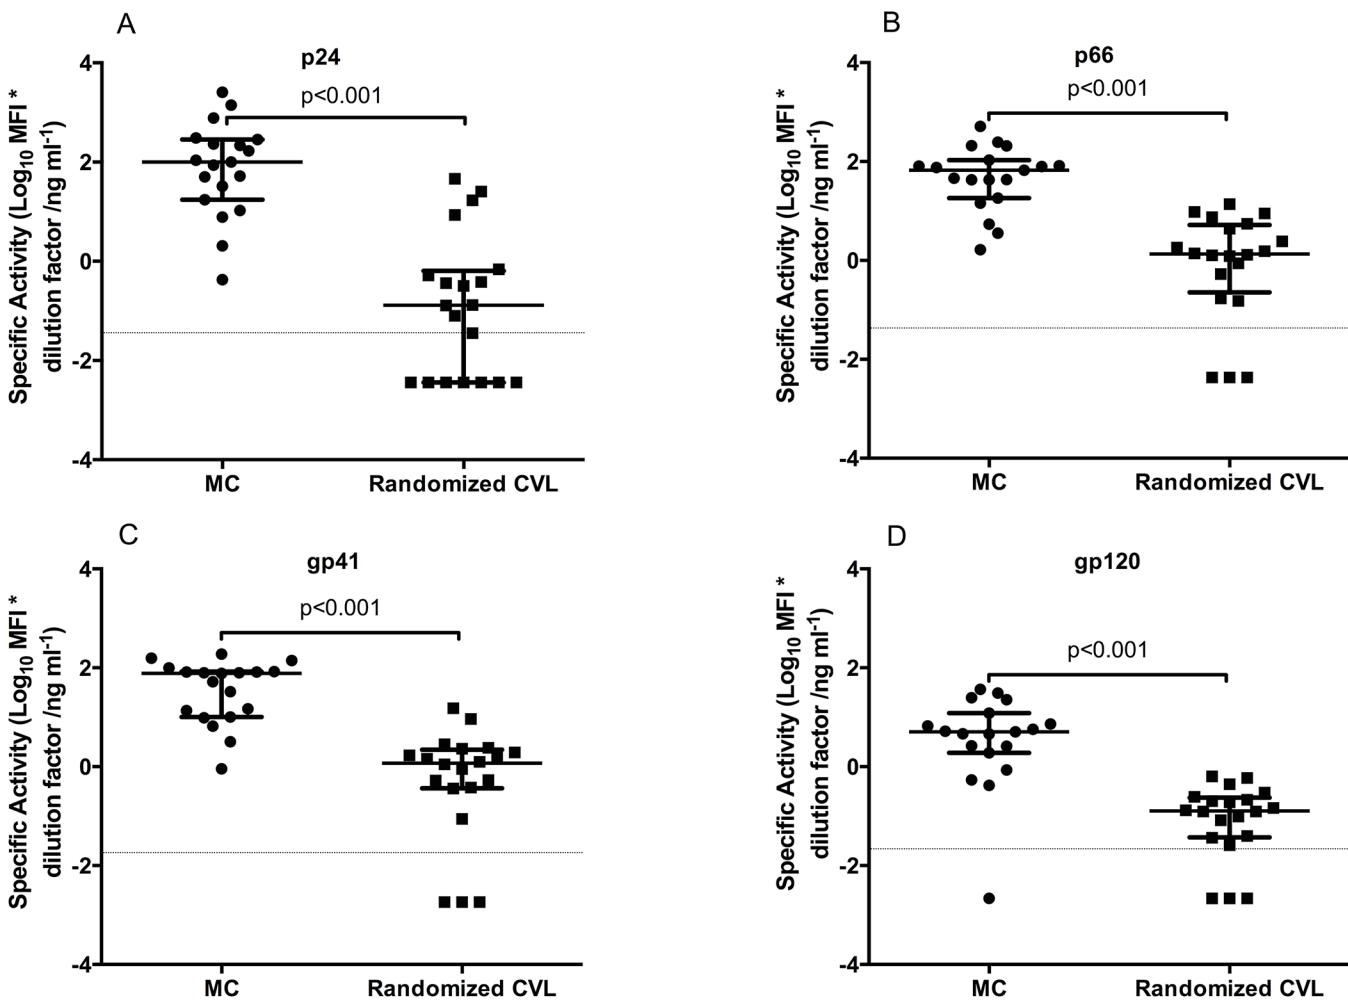 A
p24
p<0.001
Specific Activity (Log10 MFI *
dilution factor /ng ml-1)
4
2
0
-2
-4
MC
Randomized CVL
B
p66
p<0.001
Specific Activity (Log10 MFI *
dilution factor /ng ml-1)
4
2
0
-2
-4
MC
Randomized CVL
C
gp41
p<0.001
Specific Activity (Log10 MFI *
dilution factor /ng ml-1)
4
2
0
-2
-4
MC
Randomized CVL
D
gp120
p<0.001
Specific Activity (Log10 MFI *
dilution factor /ng ml-1)
4
2
0
-2
-4
MC
Randomized CVL